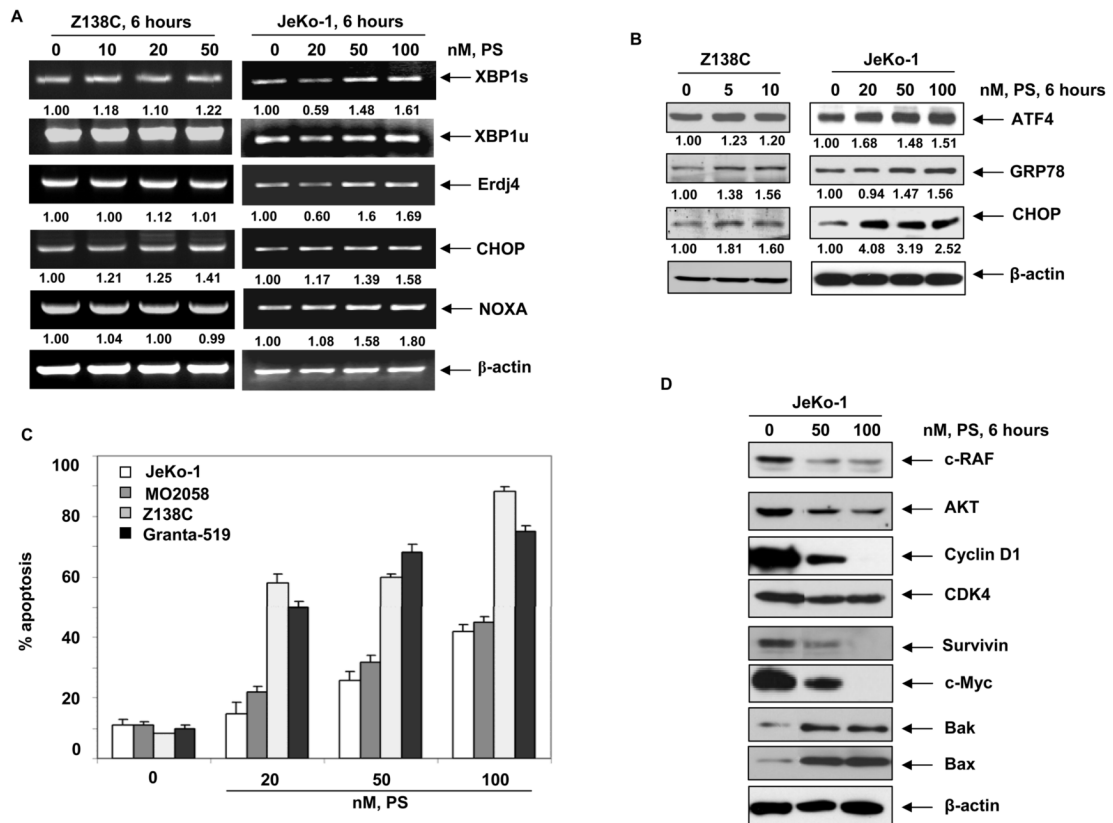 A
Z138C, 6 hours
JeKo-1, 6 hours
0 10 20 50
0 20 50 100
nM, PS
XBP1s
1.00 1.18 1.10 1.22
1.00 0.59 1.48 1.61
XBP1u
Erdj4
1.00 1.00 1.12 1.01
1.00 0.60 1.6 1.69
CHOP
1.00 1.21 1.25 1.41
1.00 1.17 1.39 1.58
NOXA
1.00 1.04 1.00 0.99
1.00 1.08 1.58 1.80
β-actin
B
Z138C
JeKo-1
0 5 10
0 20 50 100
nM, PS, 6 hours
ATF4
1.00 1.23 1.20
1.00 1.68 1.48 1.51
GRP78
1.00 1.38 1.56
1.00 0.94 1.47 1.56
CHOP
1.00 1.81 1.60
1.00 4.08 3.19 2.52
β-actin
C
% apoptosis
100
80
60
40
20
0
JeKo-1
MO2058
Z138C
Granta-519
0 20 50 100
nM, PS
D
JeKo-1
0 50 100
nM, PS, 6 hours
c-RAF
AKT
Cyclin D1
CDK4
Survivin
c-Myc
Bak
Bax
β-actin